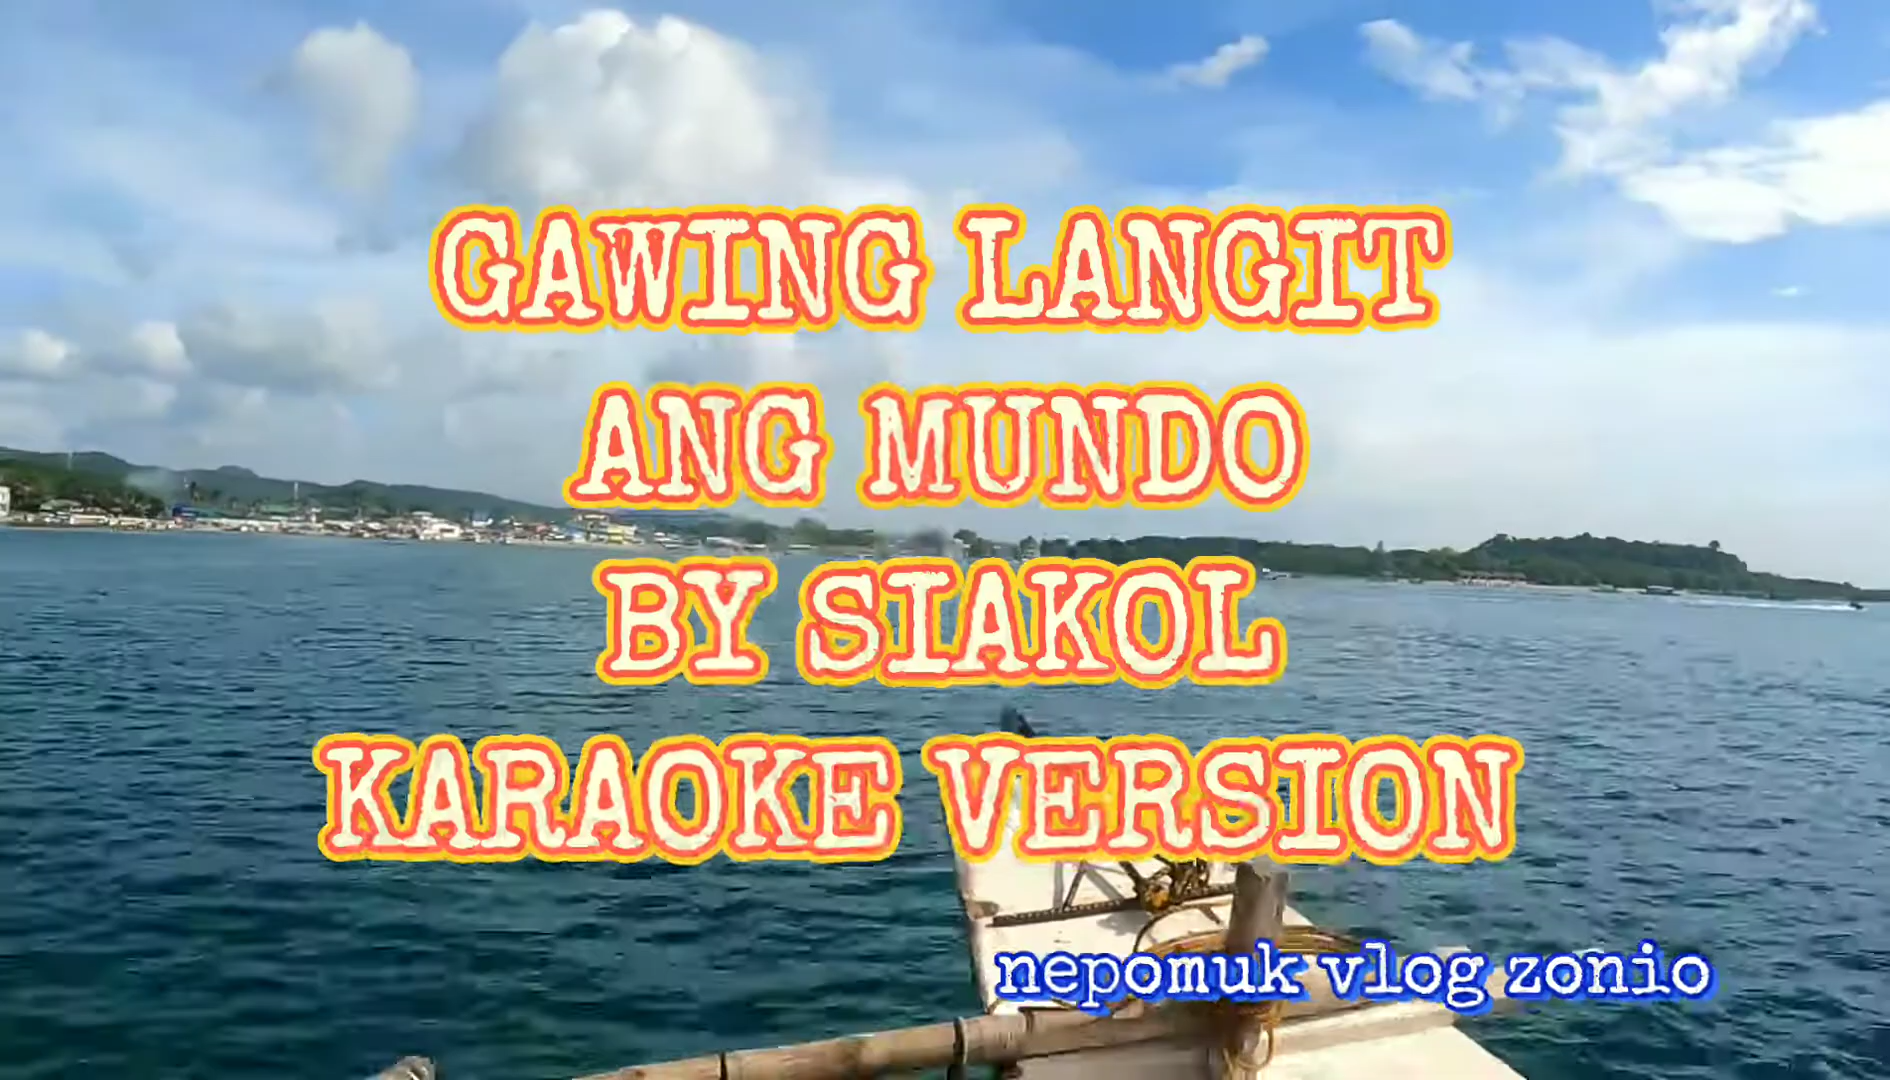 GAWING LANGIT
ANG MUNDO
BY SIAKOL
KARAOKE VERSION
nepomuk vlog zonio